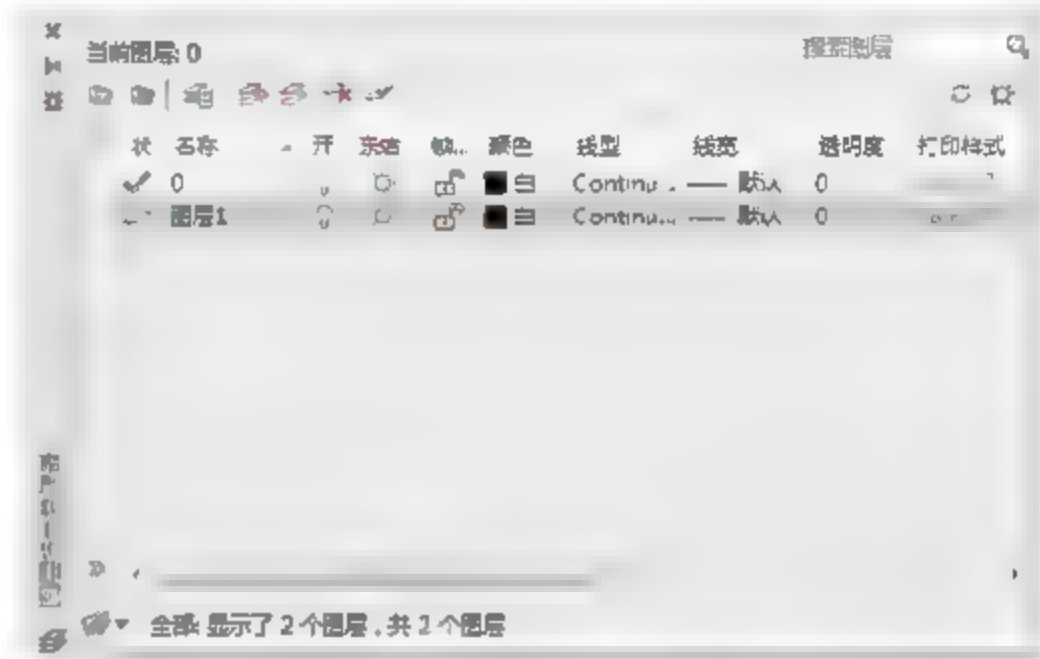 当前图层: 0
搜索图层
状 名称 开 冻结 锁... 颜色 线型 线宽 透明度 打印样式
0 白 Continu... 默认 0
图层1 白 Continu... 默认 0
全部: 显示了 2 个图层 , 共 2 个图层